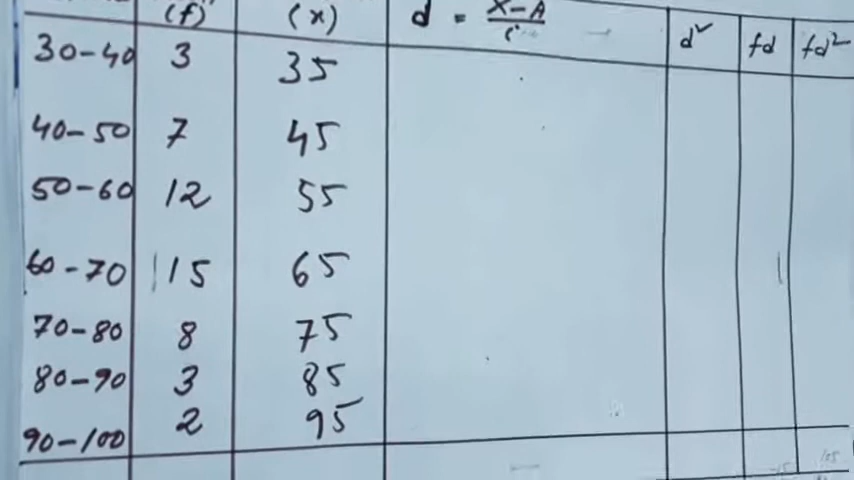 (f) (x) d = x-A
d² fd fd²
30-40 3 35
40-50 7 45
50-60 12 55
60-70 15 65
70-80 8 75
80-90 3 85
90-100 2 95